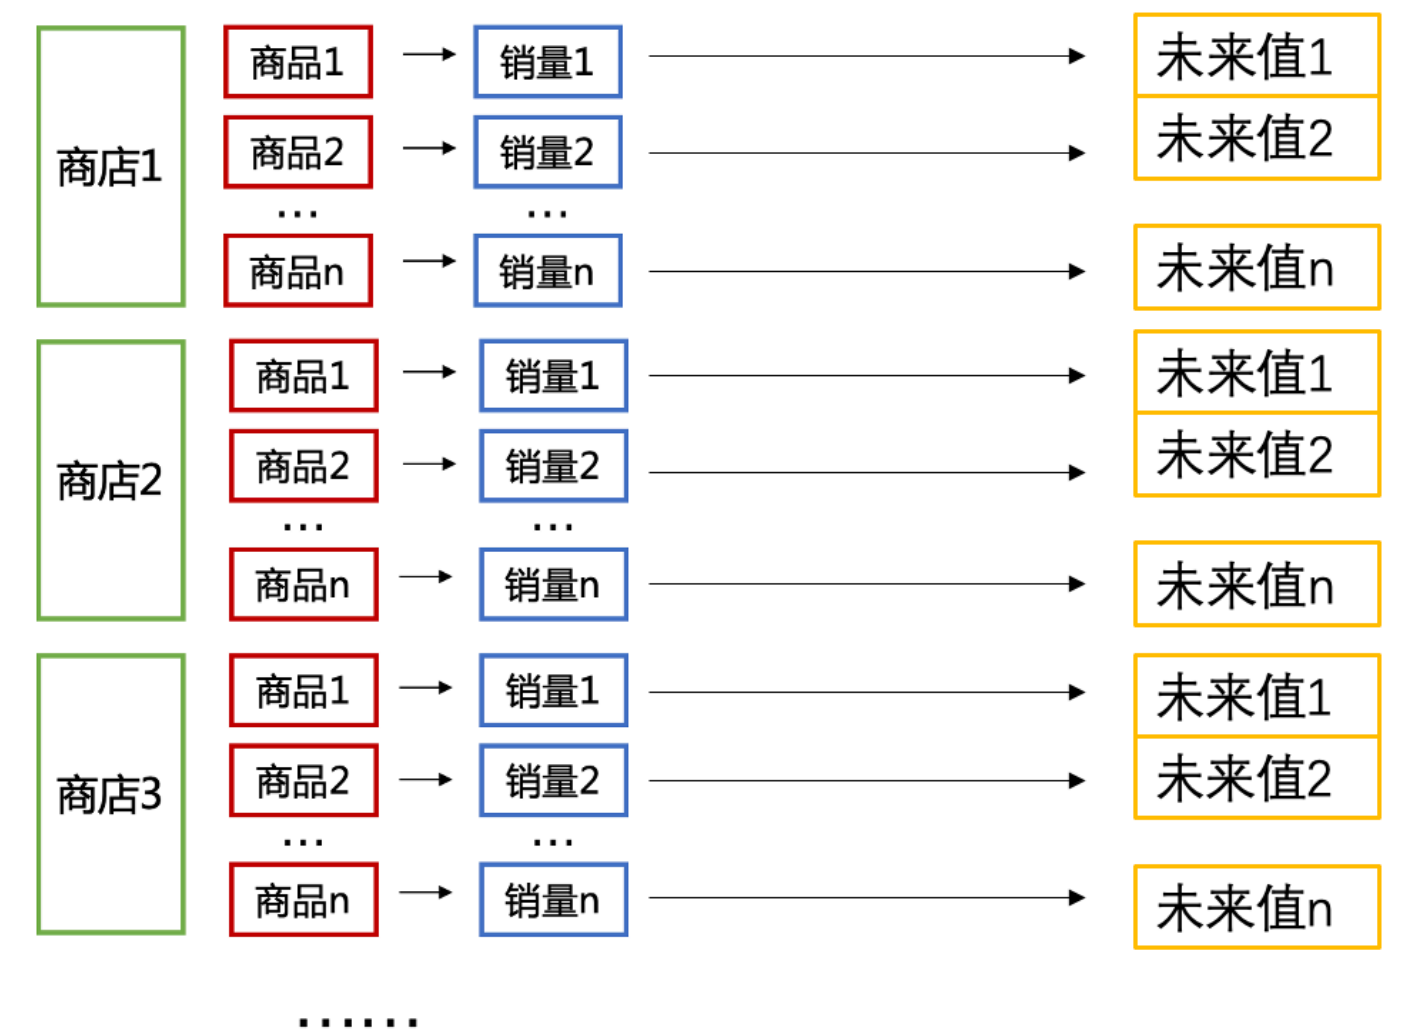 商店1
商品1 销量1 未来值1
商品2 销量2 未来值2
... ...
商品n 销量n 未来值n
商店2
商品1 销量1 未来值1
商品2 销量2 未来值2
... ...
商品n 销量n 未来值n
商店3
商品1 销量1 未来值1
商品2 销量2 未来值2
... ...
商品n 销量n 未来值n
......